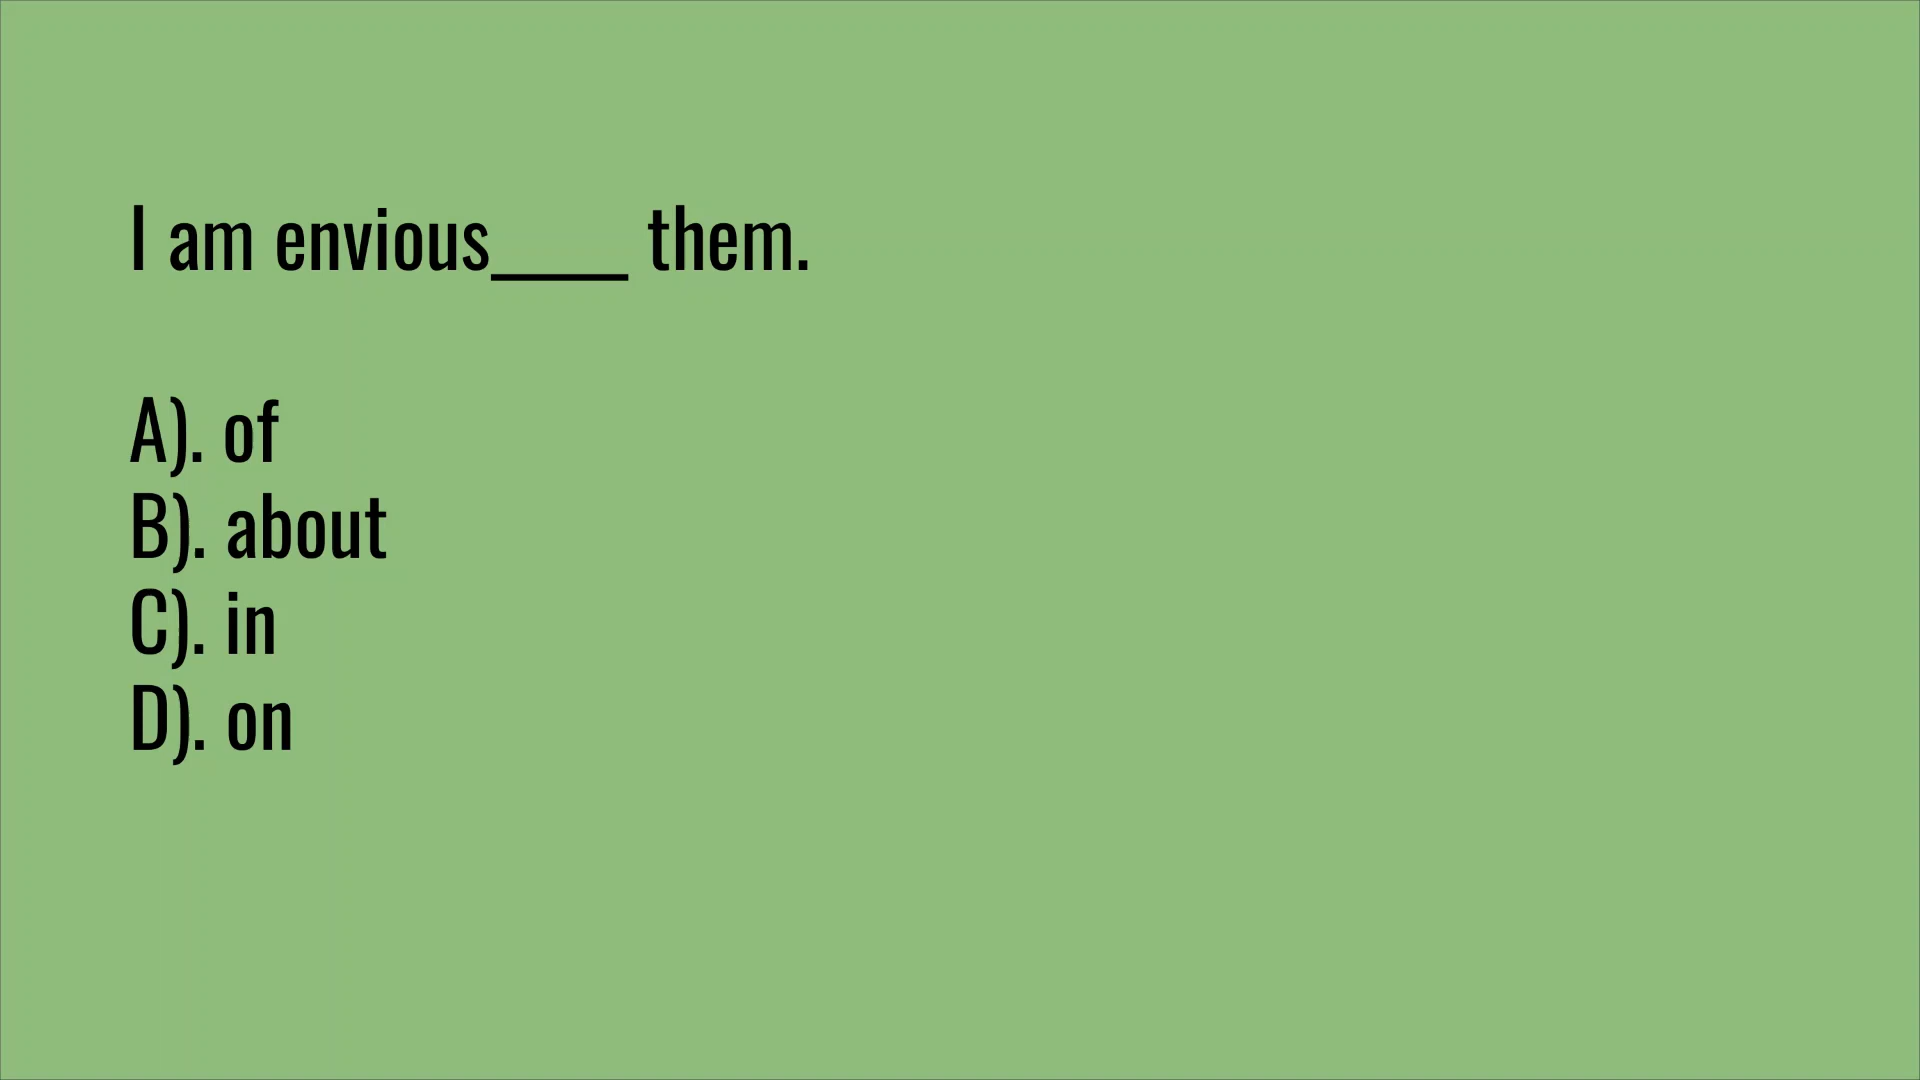 I am envious____ them.
A). of
B). about
C). in
D). on